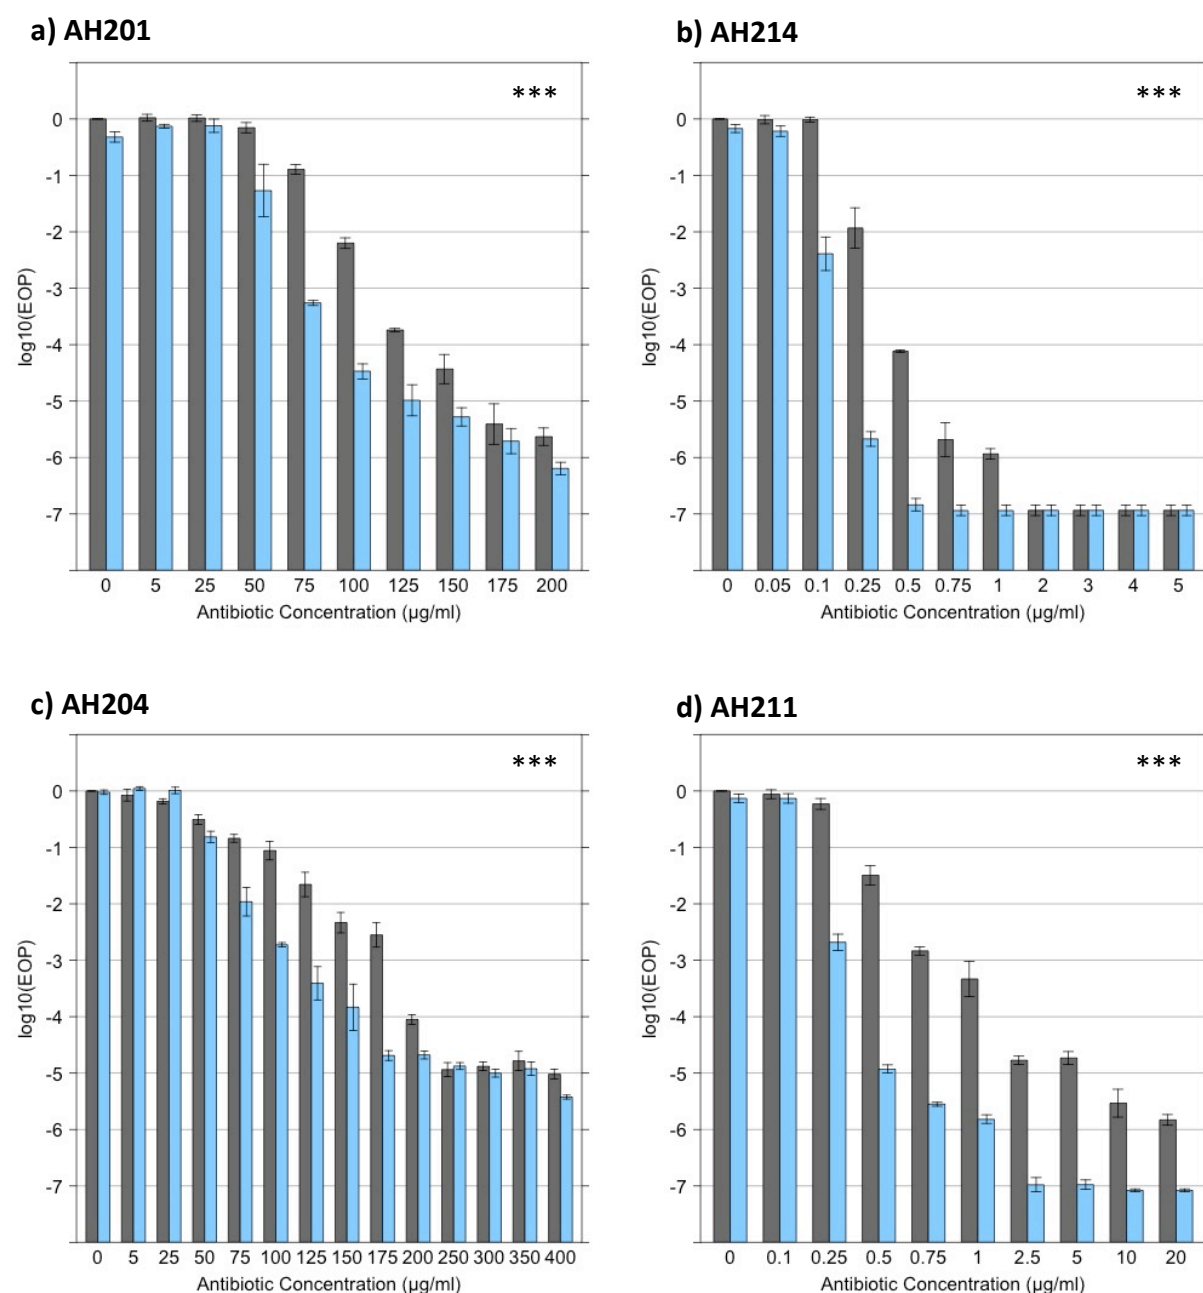 a) AH201
b) AH214
***
***
0
-1
-2
-3
-4
-5
-6
-7
log10(EOP)
0 5 25 50 75 100 125 150 175 200
Antibiotic Concentration (µg/ml)
0
-1
-2
-3
-4
-5
-6
-7
log10(EOP)
0 0.05 0.1 0.25 0.5 0.75 1 2 3 4 5
Antibiotic Concentration (µg/ml)
c) AH204
d) AH211
***
***
0
-1
-2
-3
-4
-5
-6
-7
log10(EOP)
0 5 25 50 75 100 125 150 175 200 250 300 350 400
Antibiotic Concentration (µg/ml)
0
-1
-2
-3
-4
-5
-6
-7
log10(EOP)
0 0.1 0.25 0.5 0.75 1 2.5 5 10 20
Antibiotic Concentration (µg/ml)